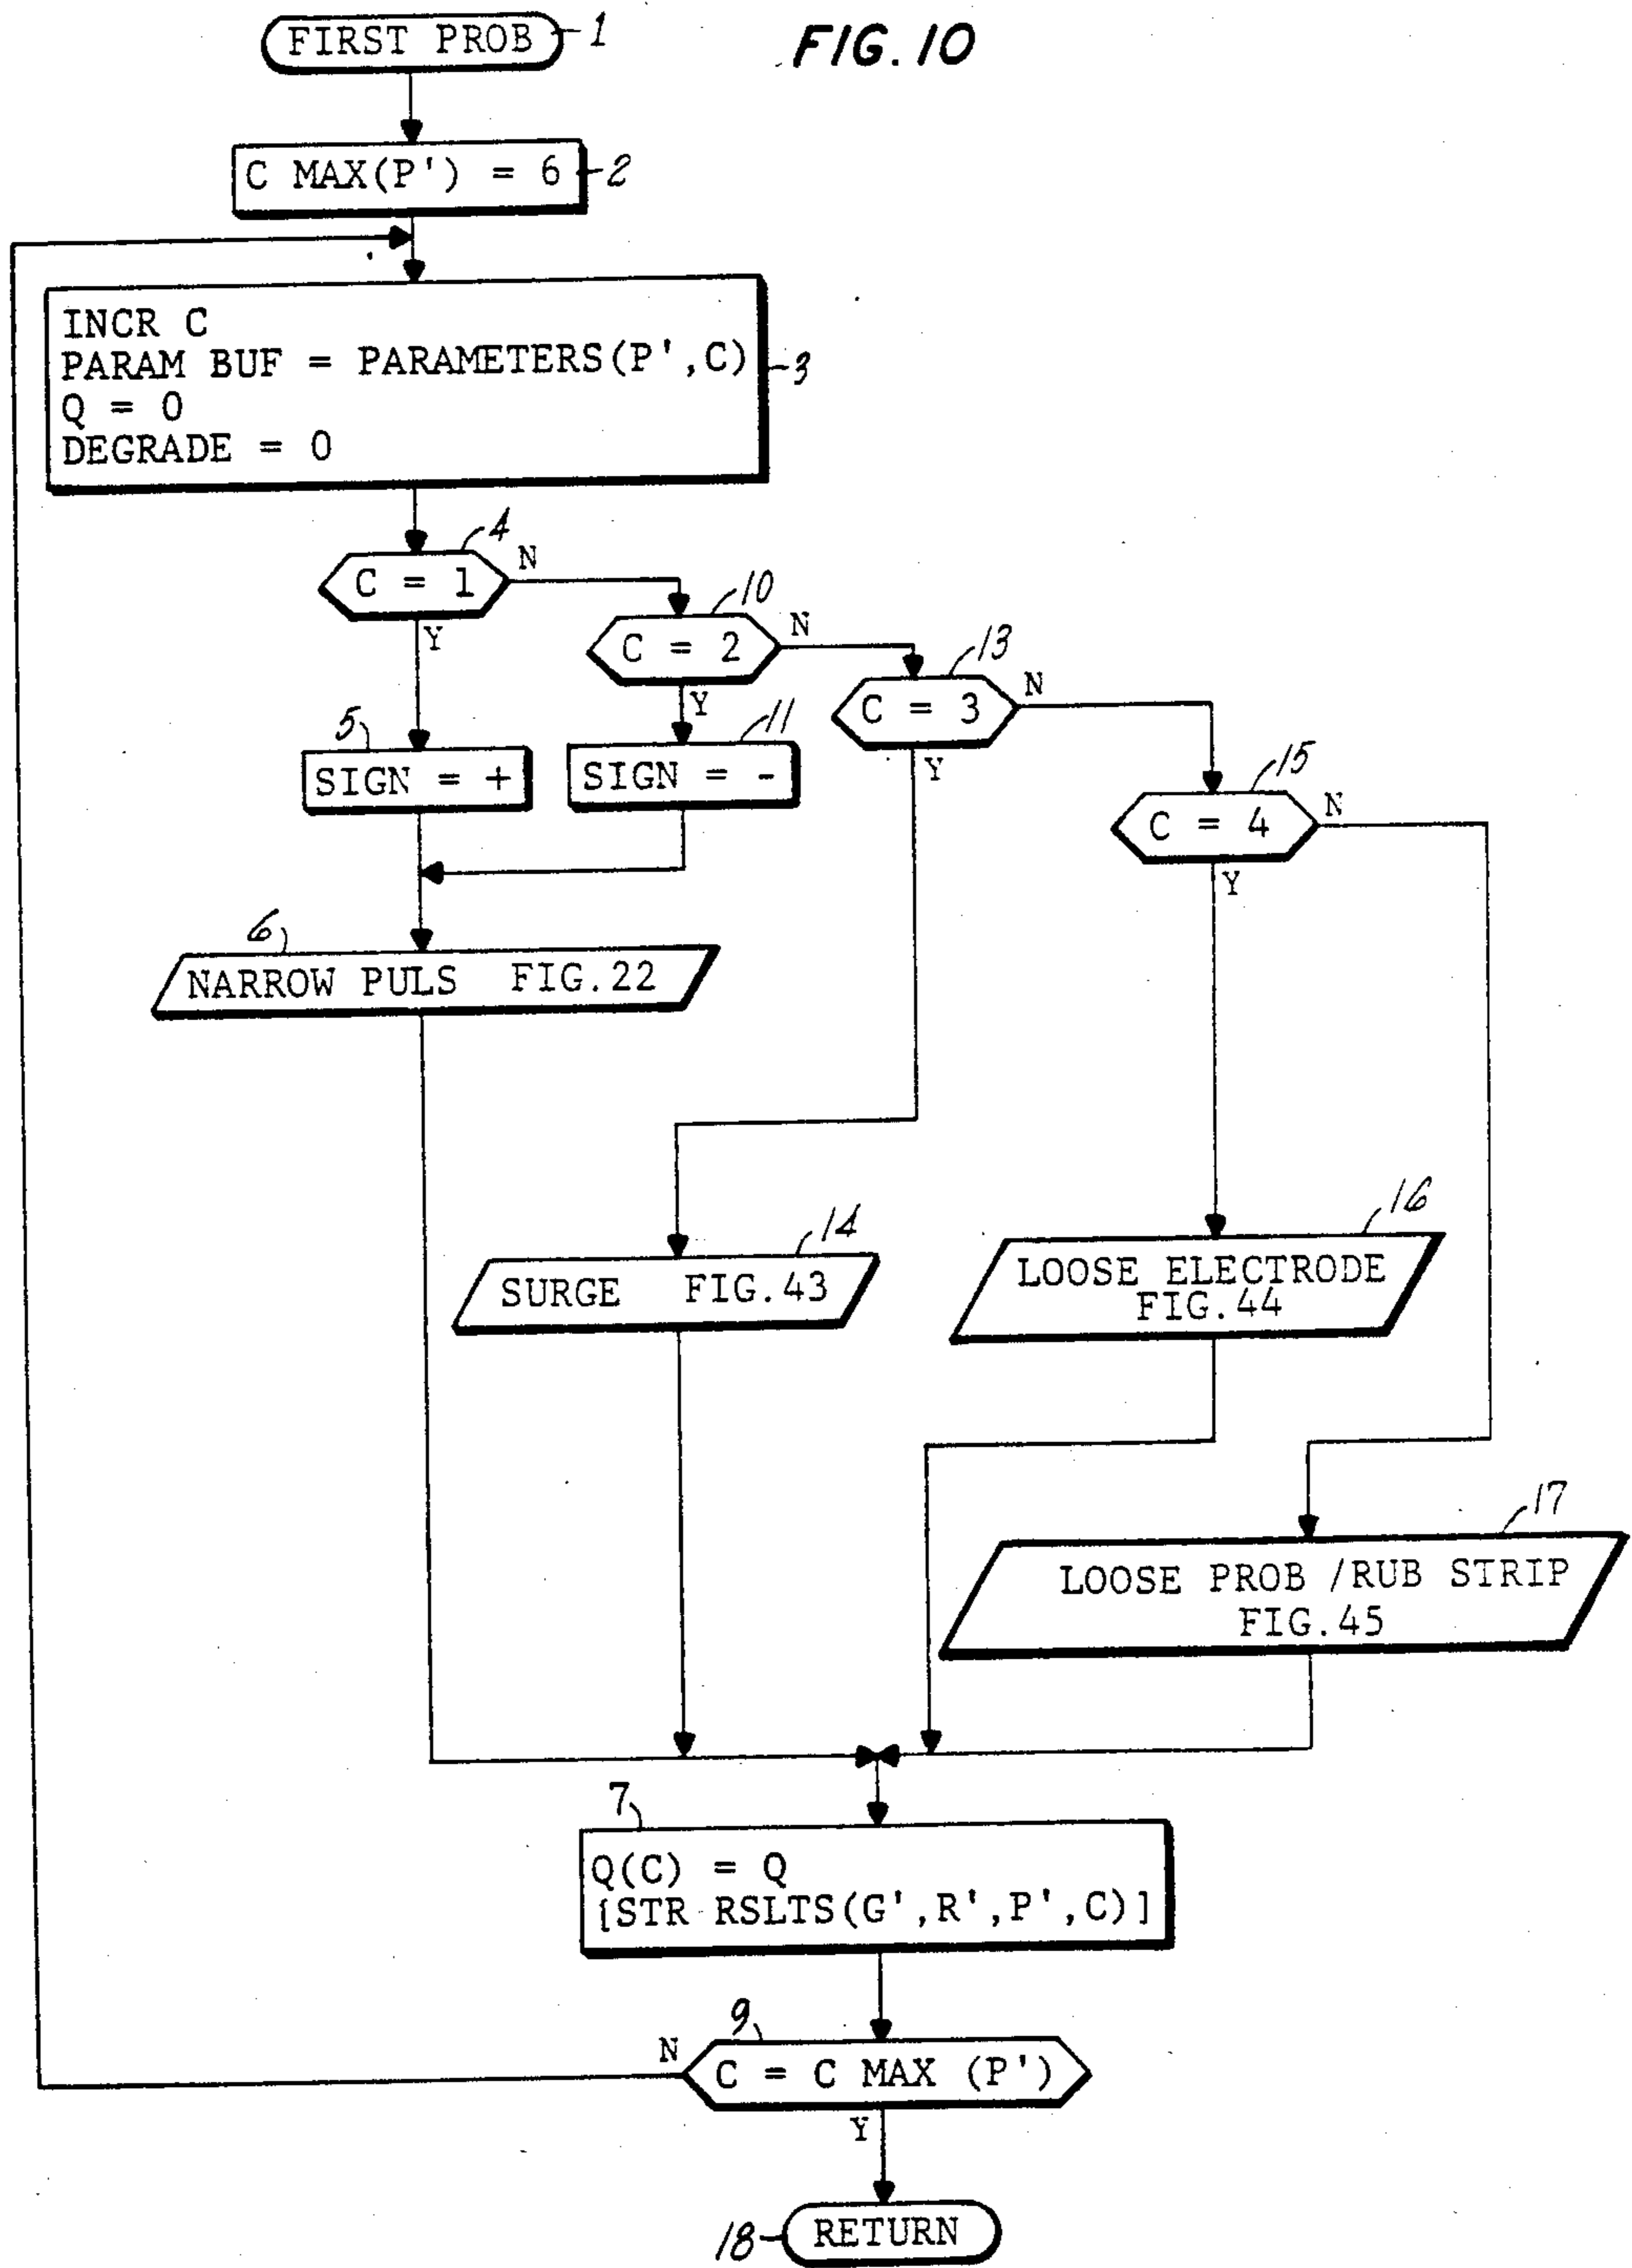 FIG. 10
FIRST PROB 1
C MAX(P') = 6 2
INCR C
PARAM BUF = PARAMETERS(P',C) 3
Q = 0
DEGRADE = 0
4
C = 1
N
Y
10
C = 2
N
Y
13
C = 3
N
Y
15
C = 4
N
Y
5
SIGN = +
11
SIGN = -
6
NARROW PULS FIG.22
14
SURGE FIG.43
16
LOOSE ELECTRODE
FIG.44
17
LOOSE PROB /RUB STRIP
FIG.45
7
Q(C) = Q
[STR RSLTS(G',R',P',C)]
9
N
C = C MAX (P')
Y
18 RETURN